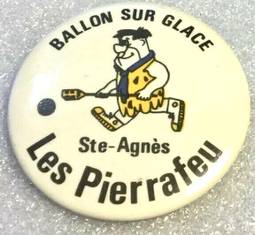 BALLON SUR GLACE
Ste-Agnès
Les Pierrafeu